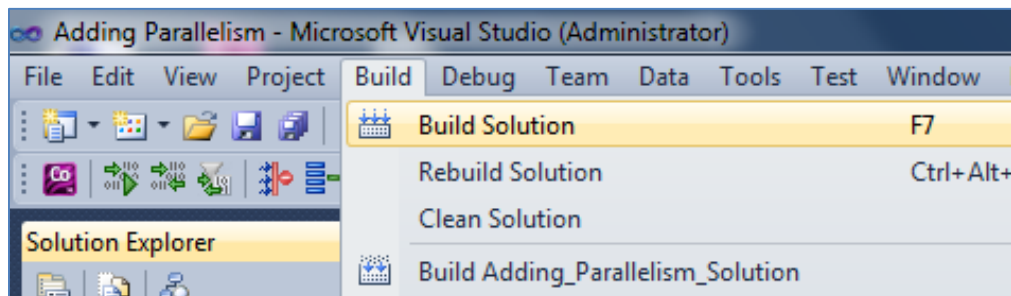 Adding Parallelism - Microsoft Visual Studio (Administrator)
File Edit View Project Build Debug Team Data Tools Test Window
Build Solution F7
Rebuild Solution Ctrl+Alt+
Clean Solution
Solution Explorer
Build Adding_Parallelism_Solution